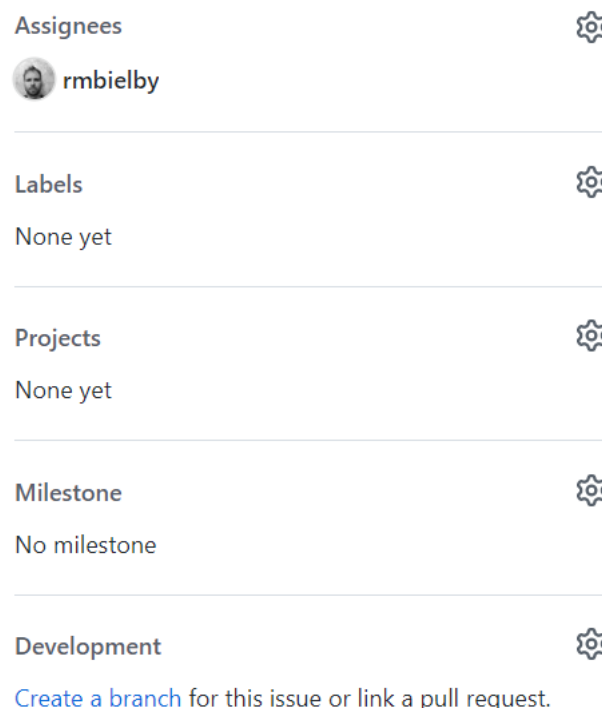 Assignees
rmbielby
Labels
None yet
Projects
None yet
Milestone
No milestone
Development
Create a branch for this issue or link a pull request.